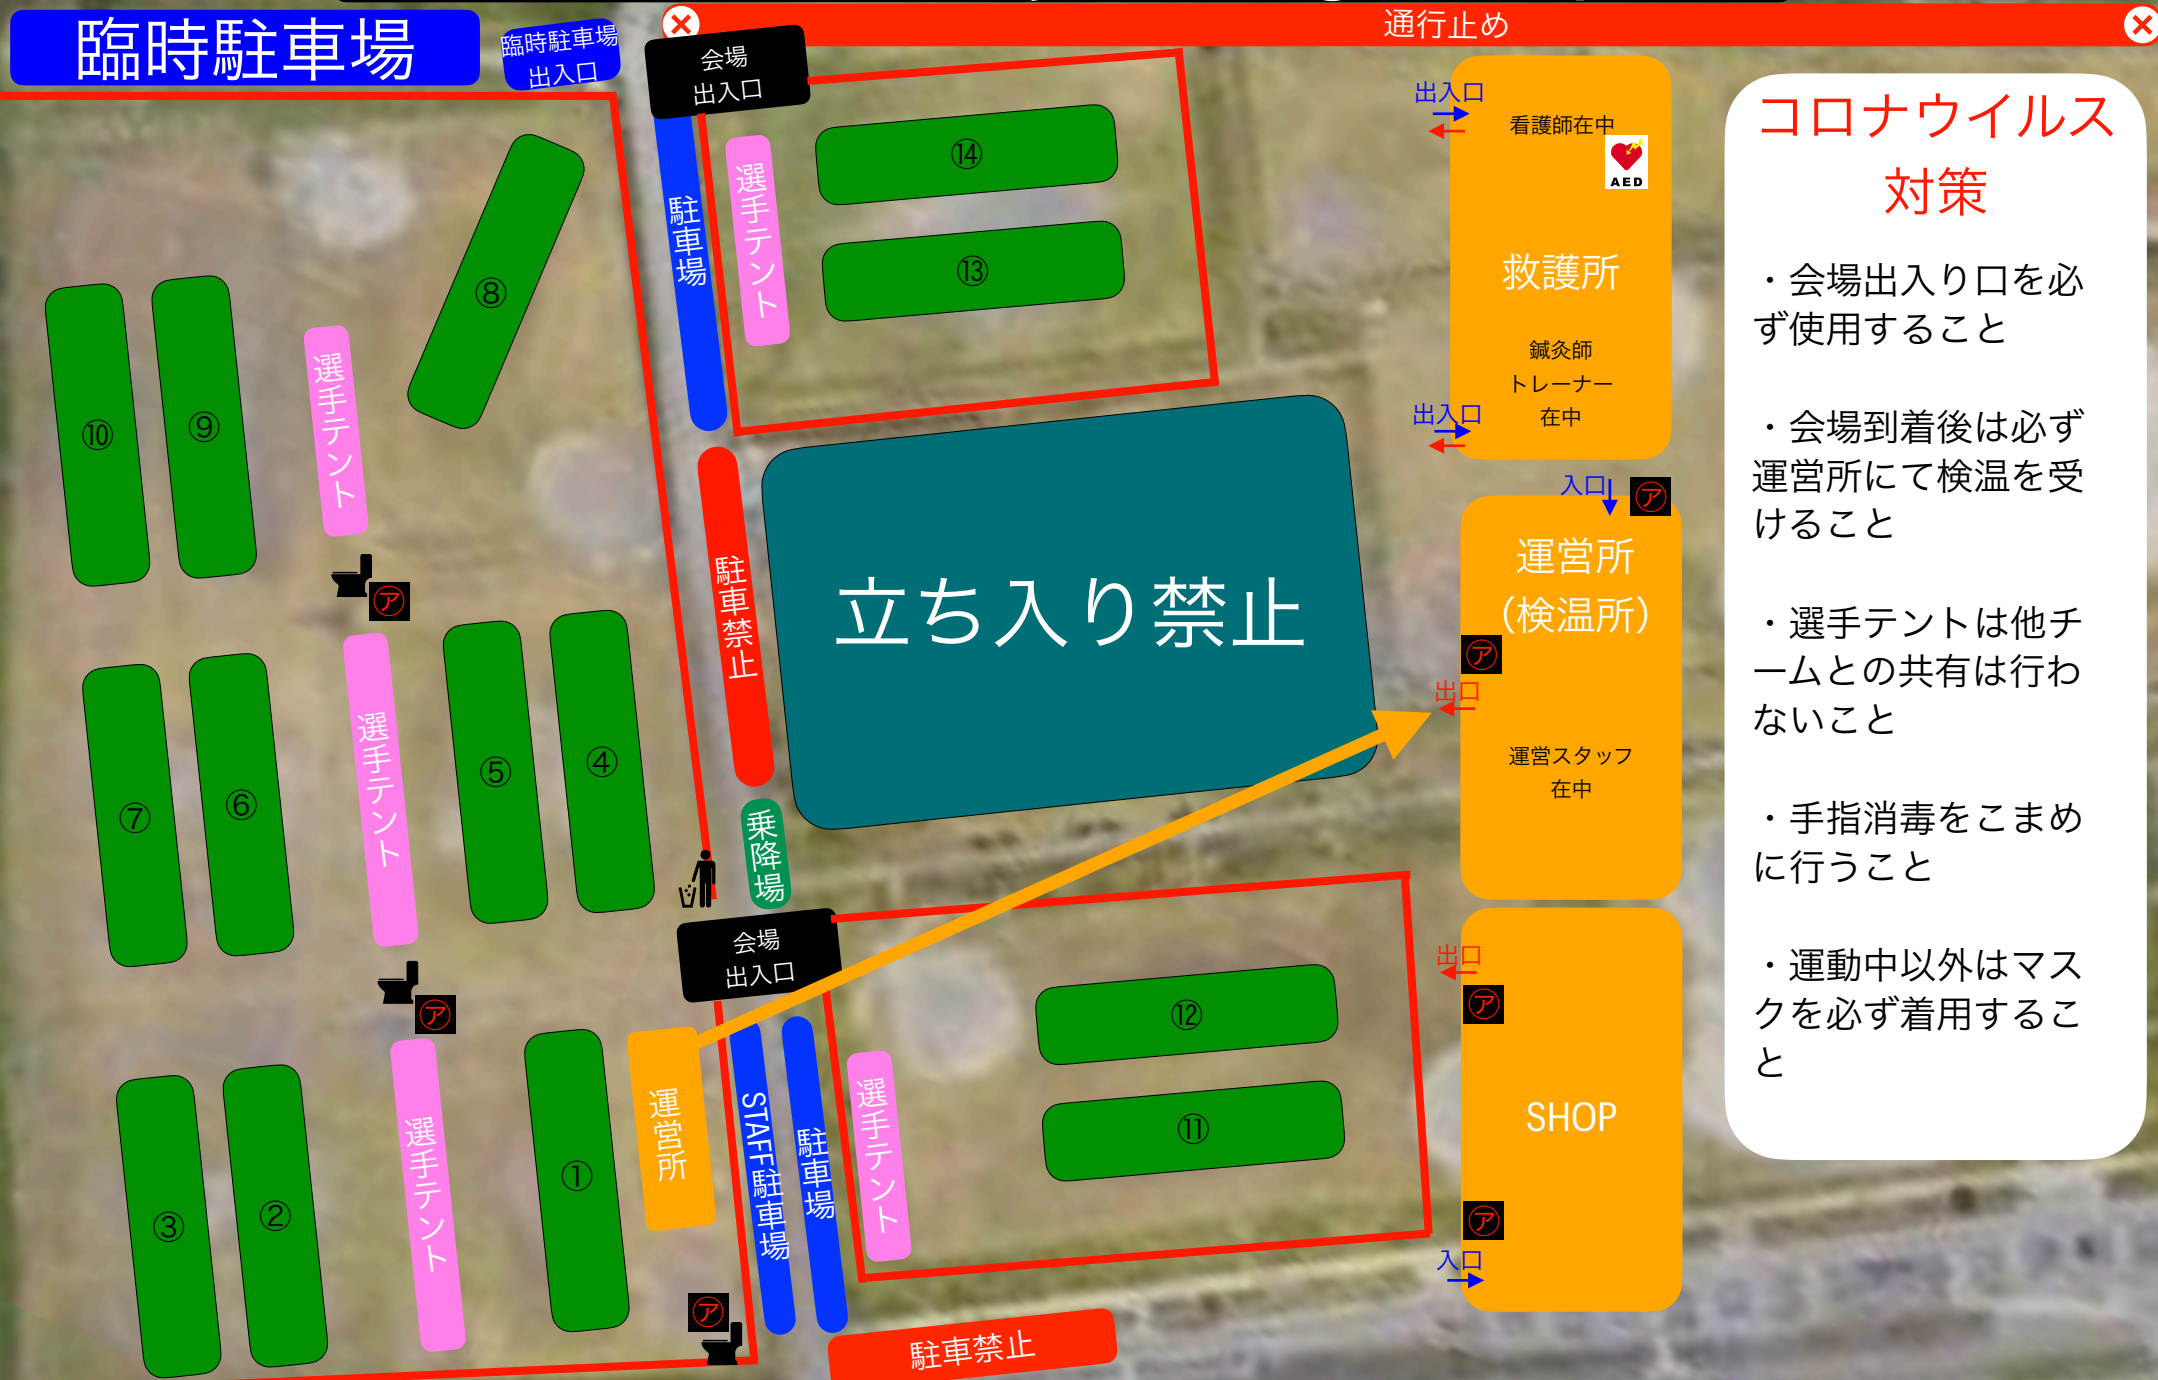 臨時駐車場
臨時駐車場
出入口
通行止め
会場
出入口
駐車場
選手テント
⑭
⑬
⑧
⑩
⑨
選手テント
㋐
駐車禁止
立ち入り禁止
⑦
⑥
選手テント
⑤
④
乗降場
会場
出入口
㋐
③
②
選手テント
①
運営所
STAFF駐車場
駐車場
選手テント
⑫
⑪
㋐
駐車禁止
出入口
看護師在中
AED
救護所
鍼灸師
トレーナー
在中
出入口
入口
㋐
運営所
（検温所）
㋐
出口
運営スタッフ
在中
出口
㋐
SHOP
㋐
入口
コロナウイルス
対策
・会場出入り口を必
ず使用すること
・会場到着後は必ず
運営所にて検温を受
けること
・選手テントは他チ
ームとの共有は行わ
ないこと
・手指消毒をこまめ
に行うこと
・運動中以外はマス
クを必ず着用するこ
と